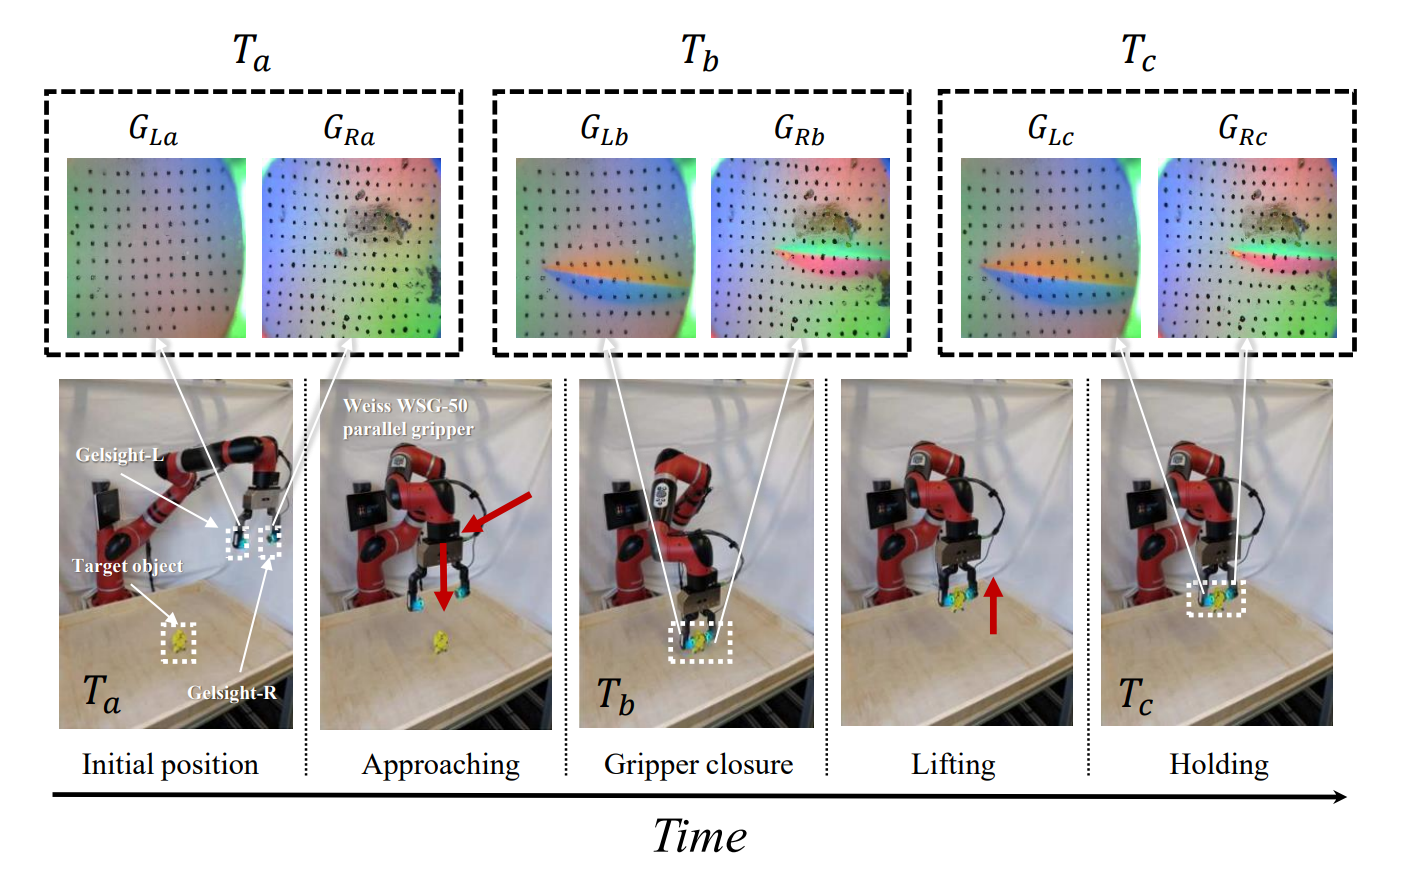 T_a
T_b
T_c
G_La
G_Ra
G_Lb
G_Rb
G_Lc
G_Rc
Weiss WSG-50
parallel gripper
Gelsight-L
Target object
Gelsight-R
T_a
T_b
T_c
Initial position
Approaching
Gripper closure
Lifting
Holding
Time